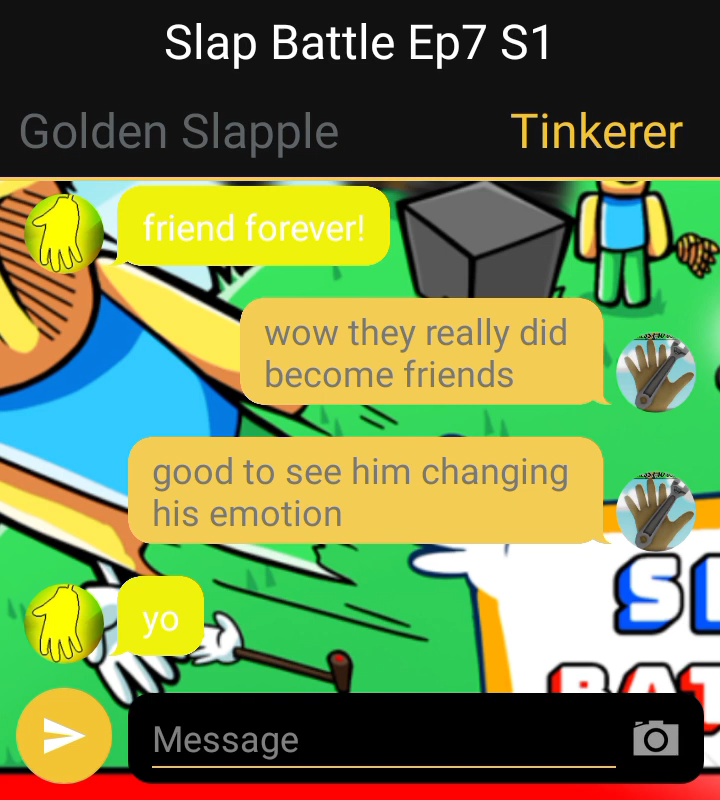 Slap Battle Ep7 S1
Golden Slapple
Tinkerer
friend forever!
wow they really did
become friends
good to see him changing
his emotion
yo
Message